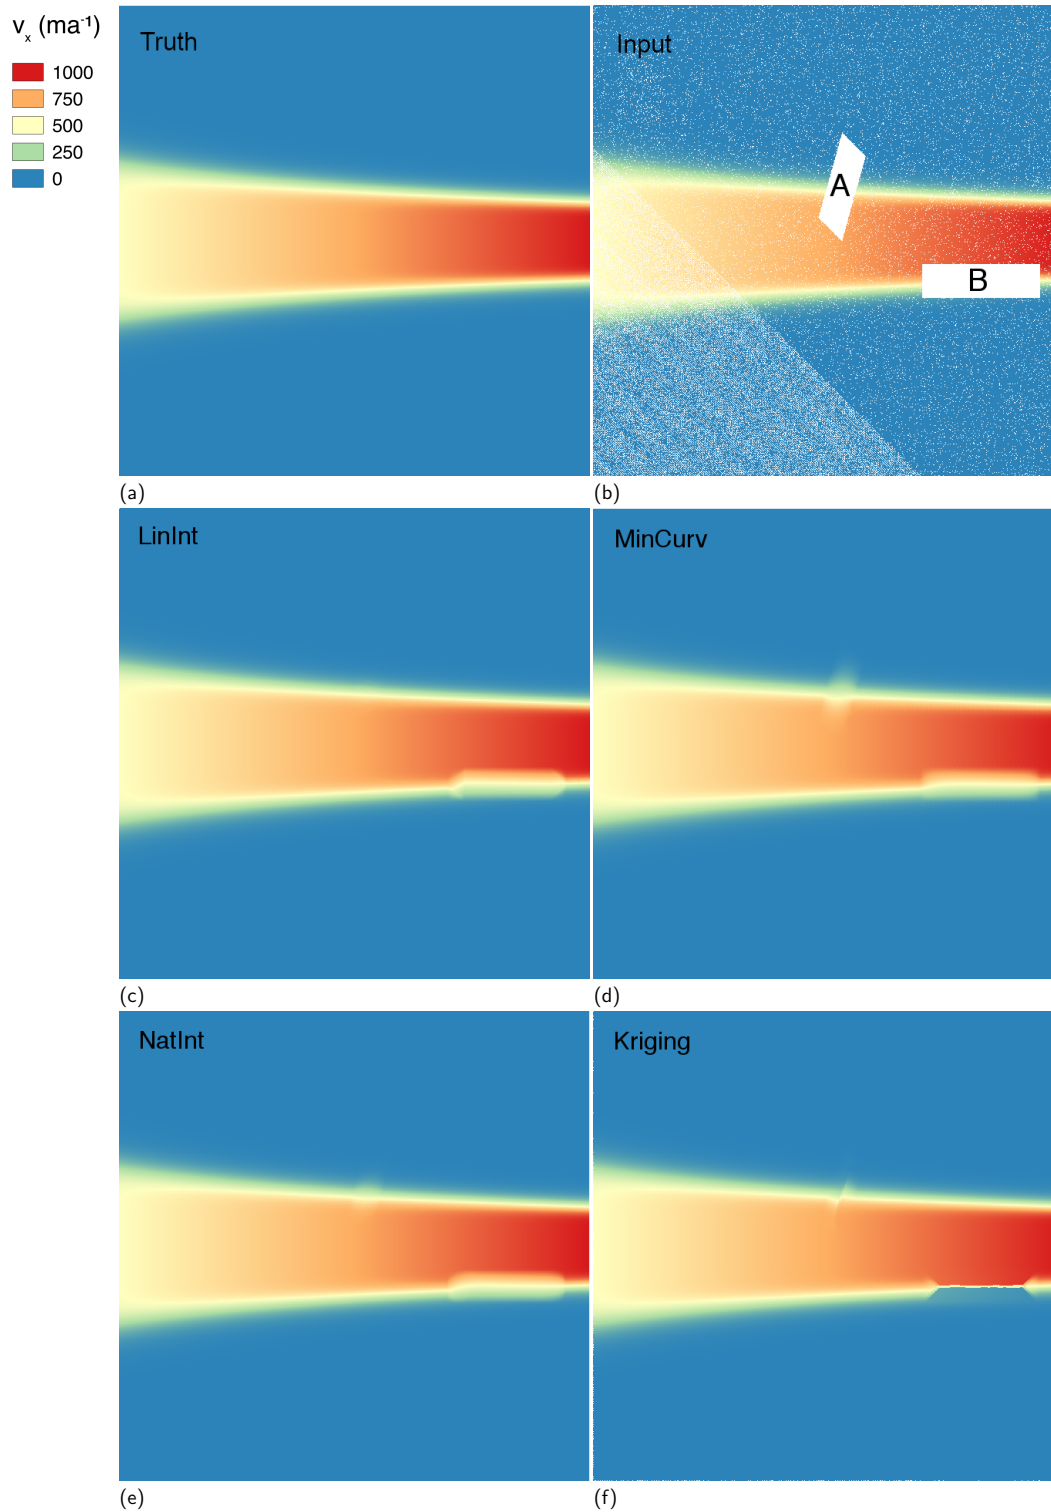 vₓ (ma⁻¹)
1000
750
500
250
0
Truth
Input
A
B
(a)
(b)
LinInt
MinCurv
(c)
(d)
NatInt
Kriging
(e)
(f)